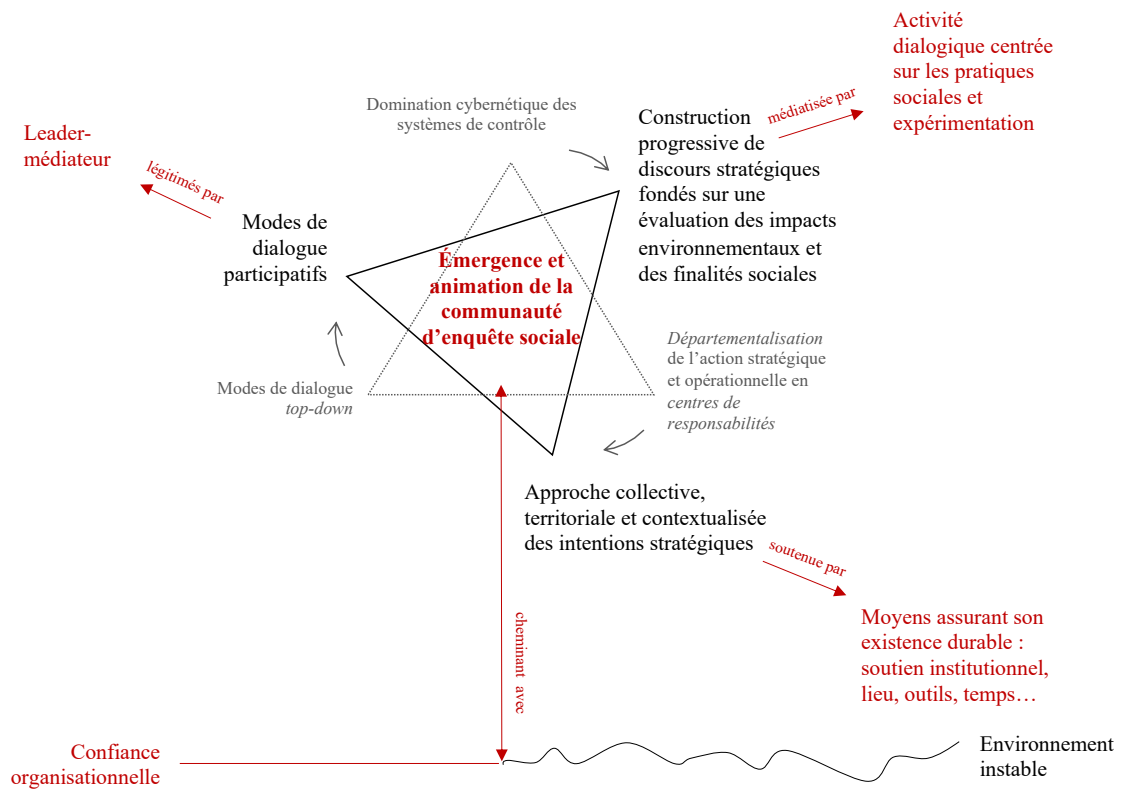 Activité
dialogique centrée
sur les pratiques
sociales et
expérimentation
médiatisée par
Domination cybernétique des
systèmes de contrôle
Construction
progressive de
discours stratégiques
fondés sur une
évaluation des impacts
environnementaux et
des finalités sociales
Leader-
médiateur
légitimés par
Modes de
dialogue
participatifs
Émergence et
animation de la
communauté
d’enquête sociale
Départementalisation
de l’action stratégique
et opérationnelle en
centres de
responsabilités
Modes de dialogue
top-down
Approche collective,
territoriale et contextualisée
des intentions stratégiques
soutenue par
Moyens assurant son
existence durable :
soutien institutionnel,
lieu, outils, temps…
cheminant avec
Confiance
organisationnelle
Environnement
instable